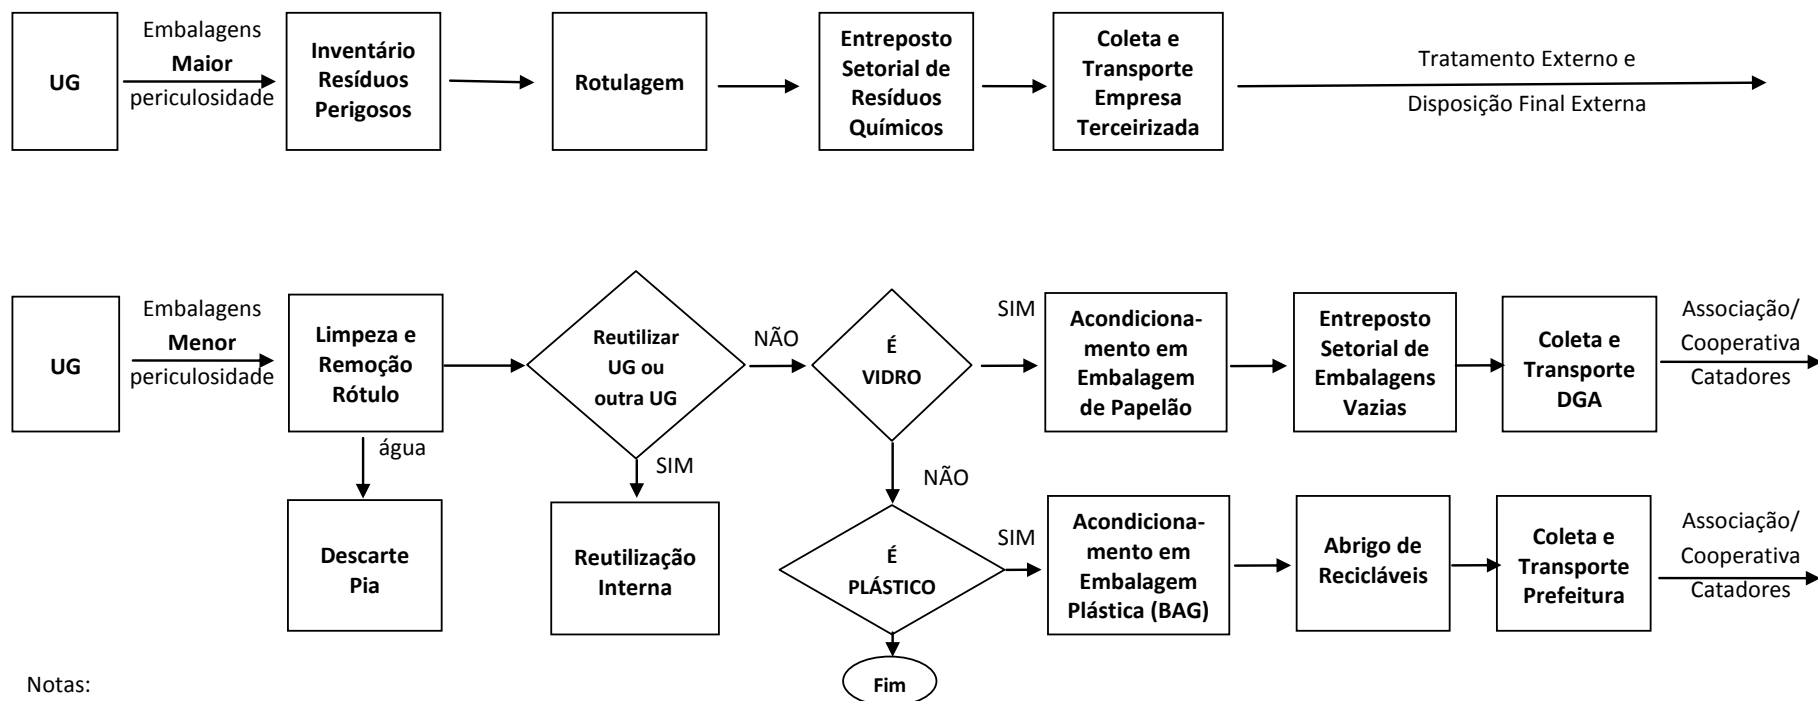 UG
Embalagens
Maior
periculosidade
Inventário
Resíduos
Perigosos
Rotulagem
Entreposto
Setorial de
Resíduos
Químicos
Coleta e
Transporte
Empresa
Terceirizada
Tratamento Externo e
Disposição Final Externa
UG
Embalagens
Menor
periculosidade
Limpeza e
Remoção
Rótulo
água
Descarte
Pia
Reutilizar
UG ou
outra UG
SIM
Reutilização
Interna
NÃO
É
VIDRO
SIM
Acondiciona-
mento em
Embalagem
de Papelão
Entreposto
Setorial de
Embalagens
Vazias
Coleta e
Transporte
DGA
Associação/
Cooperativa
Catadores
NÃO
É
PLÁSTICO
SIM
Acondiciona-
mento em
Embalagem
Plástica (BAG)
Abrigo de
Recicláveis
Coleta e
Transporte
Prefeitura
Associação/
Cooperativa
Catadores
Fim
Notas: